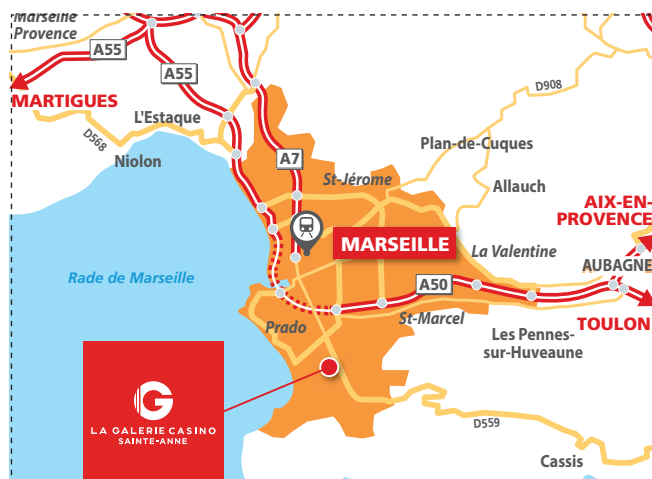 Marseille
Provence
A55
A55
MARTIGUES
D908
L'Estaque
D568
Niolon
A7
St-Jérome
Plan-de-Cuques
Allauch
AIX-EN-
PROVENCE
MARSEILLE
La Valentine
AUBAGNE
Rade de Marseille
A50
St-Marcel
TOULON
Prado
Les Pennes-
sur-Huveaune
G
LA GALERIE CASINO
SAINTE-ANNE
D559
Cassis